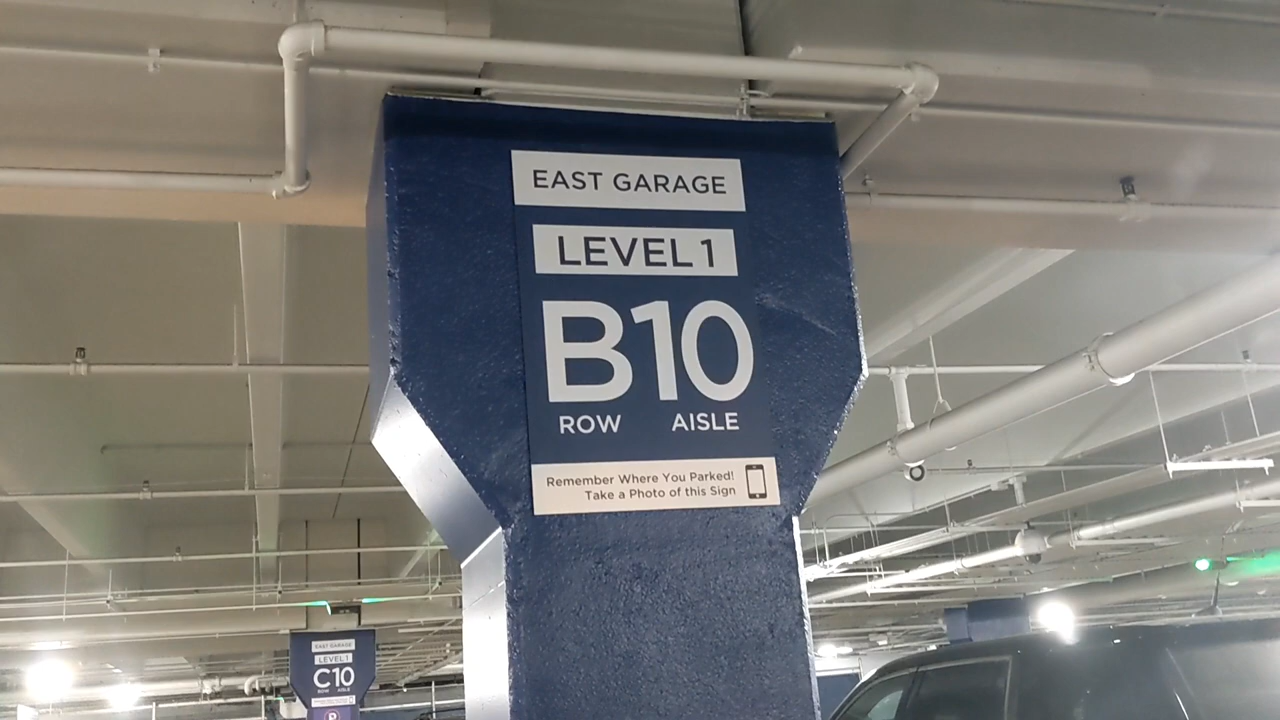 EAST GARAGE
LEVEL 1
B10
ROW AISLE
Remember Where You Parked!
Take a Photo of this Sign
EAST GARAGE
LEVEL 1
C10
ROW AISLE